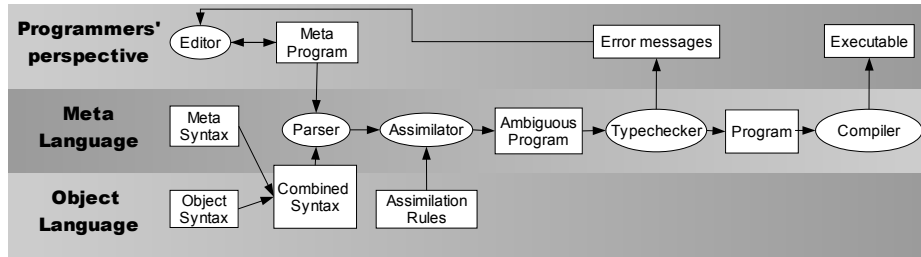 Programmers'
perspective
Editor
Meta
Program
Error messages
Executable
Meta
Language
Meta
Syntax
Parser
Assimilator
Ambiguous
Program
Typechecker
Program
Compiler
Object
Language
Object
Syntax
Combined
Syntax
Assimilation
Rules